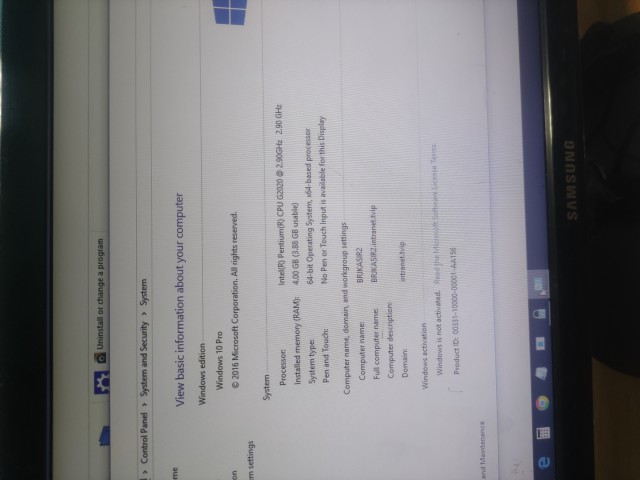 Uninstall or change a program
Control Panel > System and Security > System
View basic information about your computer
Windows edition
Windows 10 Pro
© 2016 Microsoft Corporation. All rights reserved.
System
Processor: Intel(R) Pentium(R) CPU G2020 @ 2.90GHz 2.90 GHz
Installed memory (RAM): 4.00 GB (3.88 GB usable)
System type: 64-bit Operating System, x64-based processor
Pen and Touch: No Pen or Touch Input is available for this Display
Computer name, domain, and workgroup settings
Computer name: BRJKASIR2
Full computer name: BRJKASIR2.intranet.tvip
Computer description:
Domain: intranet.tvip
Windows activation
Windows is not activated. Read the Microsoft Software License Terms
Product ID: 00331-10000-00001-AA156
me
on
m settings
and Maintenance
SAMSUNG